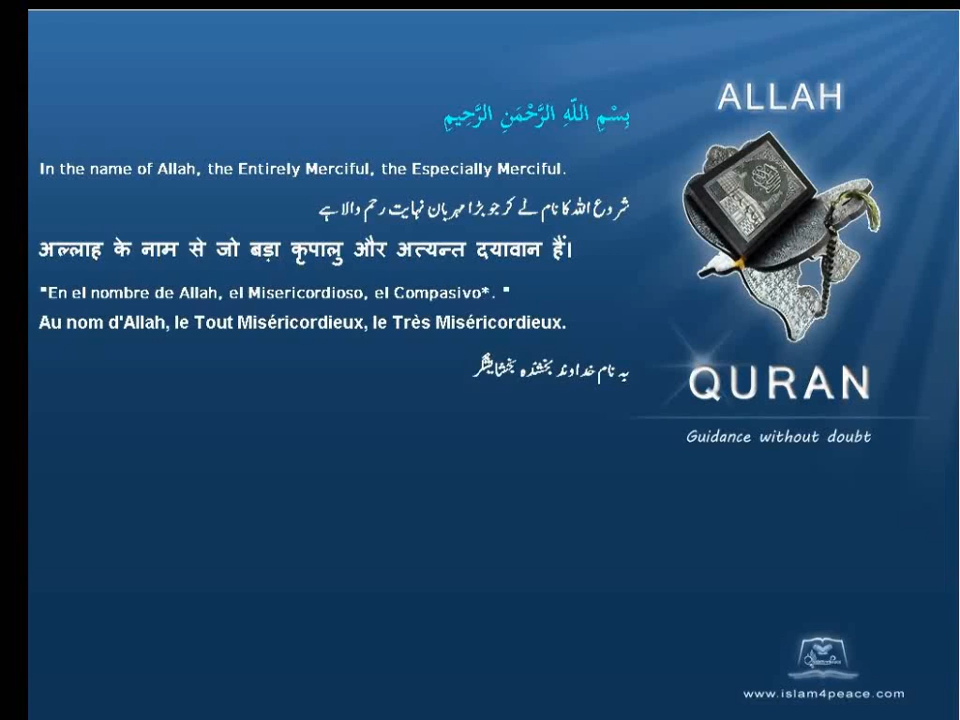 بِسْمِ اللَّهِ الرَّحْمَنِ الرَّحِيمِ
In the name of Allah, the Entirely Merciful, the Especially Merciful.
شروع اللہ کا نام لے کر جو بڑا مہربان نہایت رحم والا ہے
अल्लाह के नाम से जो बड़ा कृपालु और अत्यन्त दयावान हैं।
"En el nombre de Allah, el Misericordioso, el Compasivo*. "
Au nom d'Allah, le Tout Miséricordieux, le Très Miséricordieux.
به نام خداوند بخشنده بخشایشگر
ALLAH
QURAN
Guidance without doubt
www.islam4peace.com